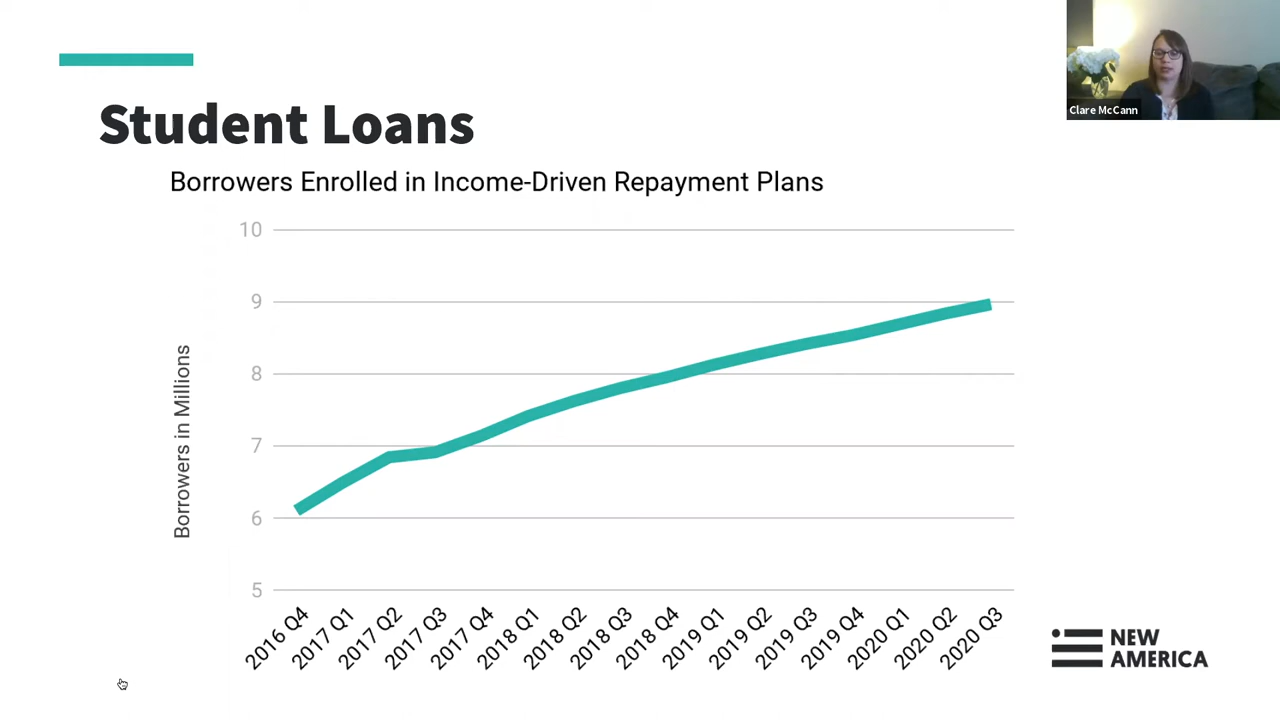 Clare McCann
Student Loans
Borrowers Enrolled in Income-Driven Repayment Plans
Borrowers in Millions
10
9
8
7
6
5
2016 Q4
2017 Q1
2017 Q2
2017 Q3
2017 Q4
2018 Q1
2018 Q2
2018 Q3
2018 Q4
2019 Q1
2019 Q2
2019 Q3
2019 Q4
2020 Q1
2020 Q2
2020 Q3
NEW
AMERICA